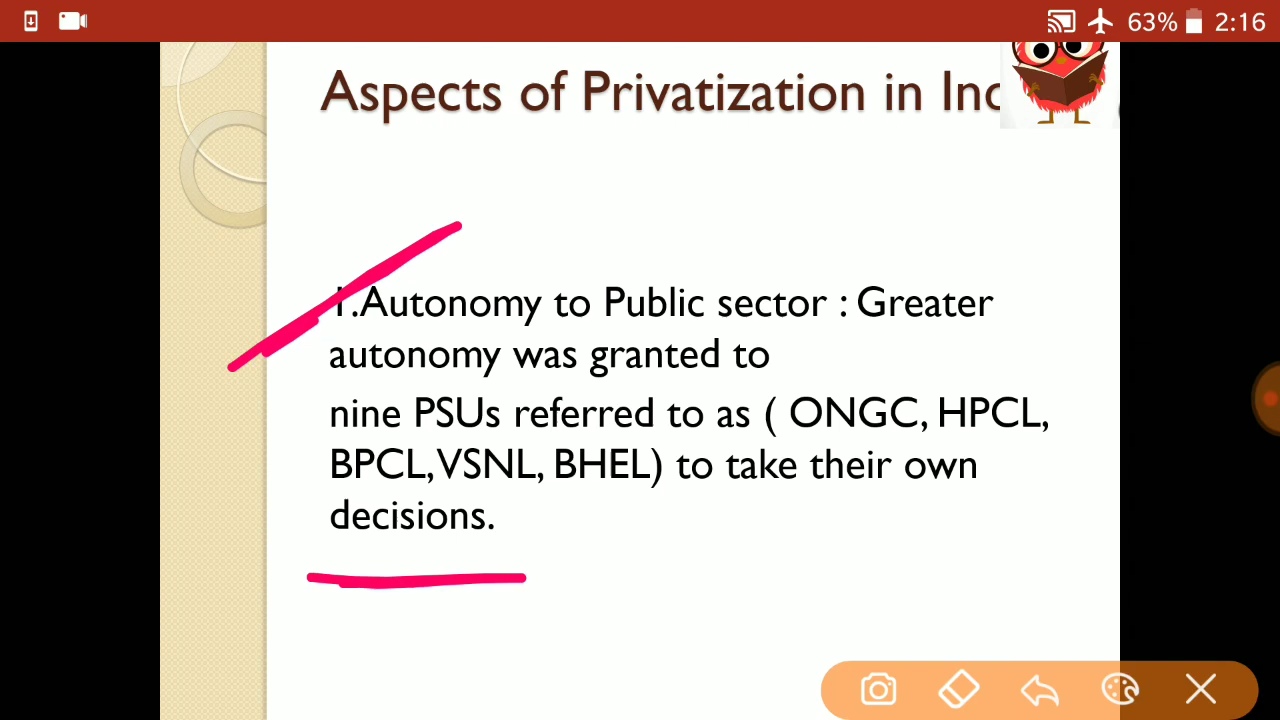 63% 2:16
Aspects of Privatization in Ind
1.Autonomy to Public sector : Greater
autonomy was granted to
nine PSUs referred to as ( ONGC, HPCL,
BPCL, VSNL, BHEL) to take their own
decisions.